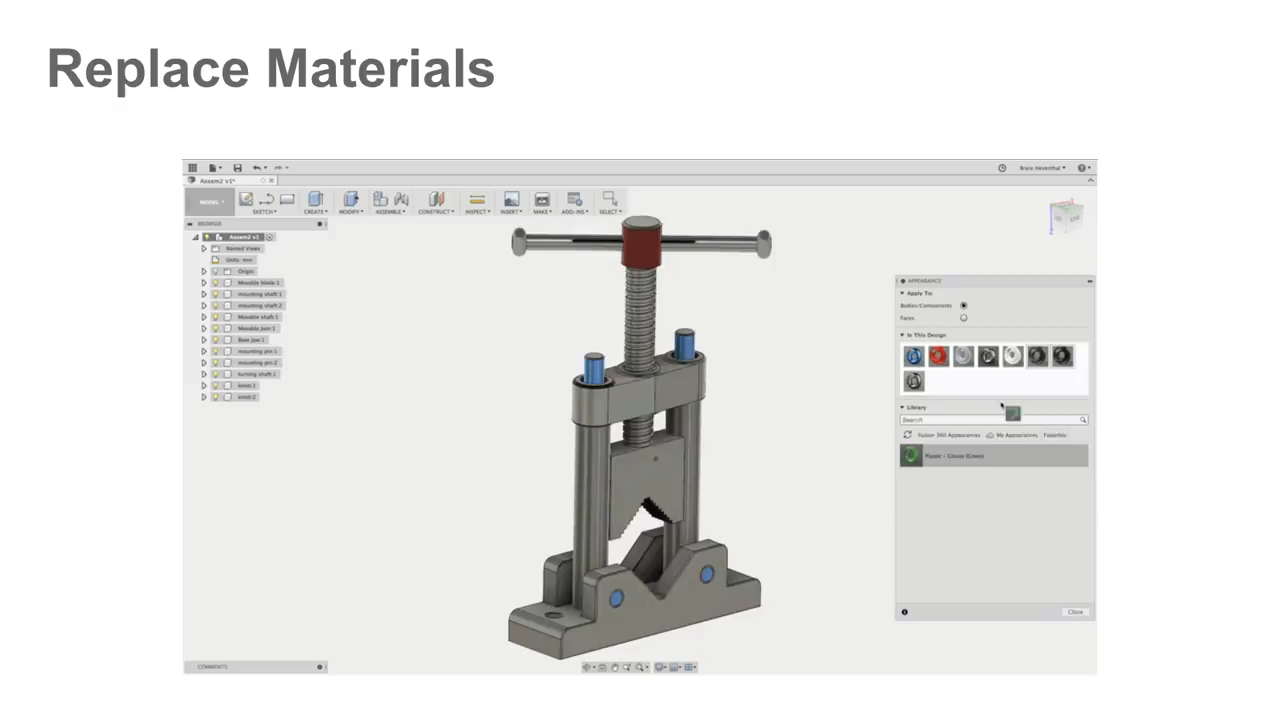 Replace Materials
Bruce Heventhal
Assem2 v1*
MODEL
SKETCH
CREATE
MODIFY
ASSEMBLE
CONSTRUCT
INSPECT
INSERT
MAKE
ADD-INS
SELECT
BROWSER
Assem2 v1
Named Views
Units: mm
Origin
Movable blade:1
mounting shaft:1
mounting shaft:2
Movable shaft:1
Movable Jaw:1
Base Jaw:1
mounting pin:1
mounting pin:2
turning shaft:1
knob:1
knob:2
APPEARANCE
Apply To:
Bodies/Components
Faces
In This Design
Library
Search
Fusion 360 Appearances
My Appearances
Favorites
Plastic - Glossy (Green)
Close
COMMENTS